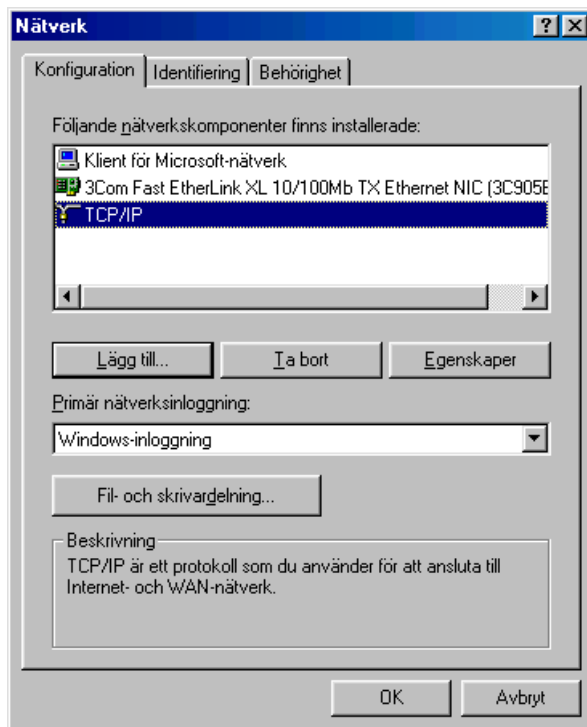 Nätverk
Konfiguration Identifiering Behörighet
Följande nätverkskomponenter finns installerade:
Klient för Microsoft-nätverk
3Com Fast EtherLink XL 10/100Mb TX Ethernet NIC (3C905B
TCP/IP
Lägg till... Ta bort Egenskaper
Primär nätverksinloggning:
Windows-inloggning
Fil- och skrivardelning...
Beskrivning
TCP/IP är ett protokoll som du använder för att ansluta till
Internet- och WAN-nätverk.
OK Avbryt